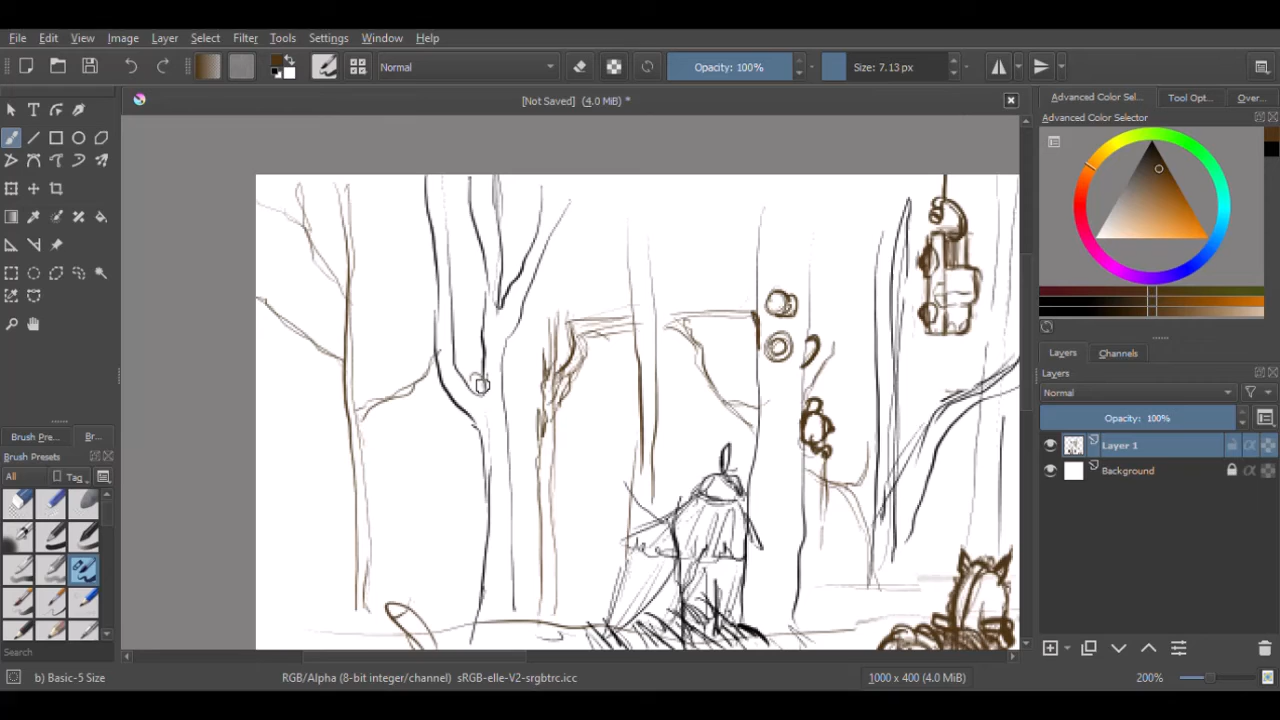 File Edit View Image Layer Select Filter Tools Settings Window Help
Normal Opacity: 100% Size: 7.13 px
[Not Saved] (4.0 MiB) *
Advanced Color Sel... Tool Opt... Over...
Advanced Color Selector
Layers Channels
Layers
Normal
Opacity: 100%
Layer 1
Background
Brush Pre... Br...
Brush Presets
All Tag
Search
b) Basic-5 Size RGB/Alpha (8-bit integer/channel) sRGB-elle-V2-srgbtrc.icc 1000 x 400 (4.0 MiB) 200%